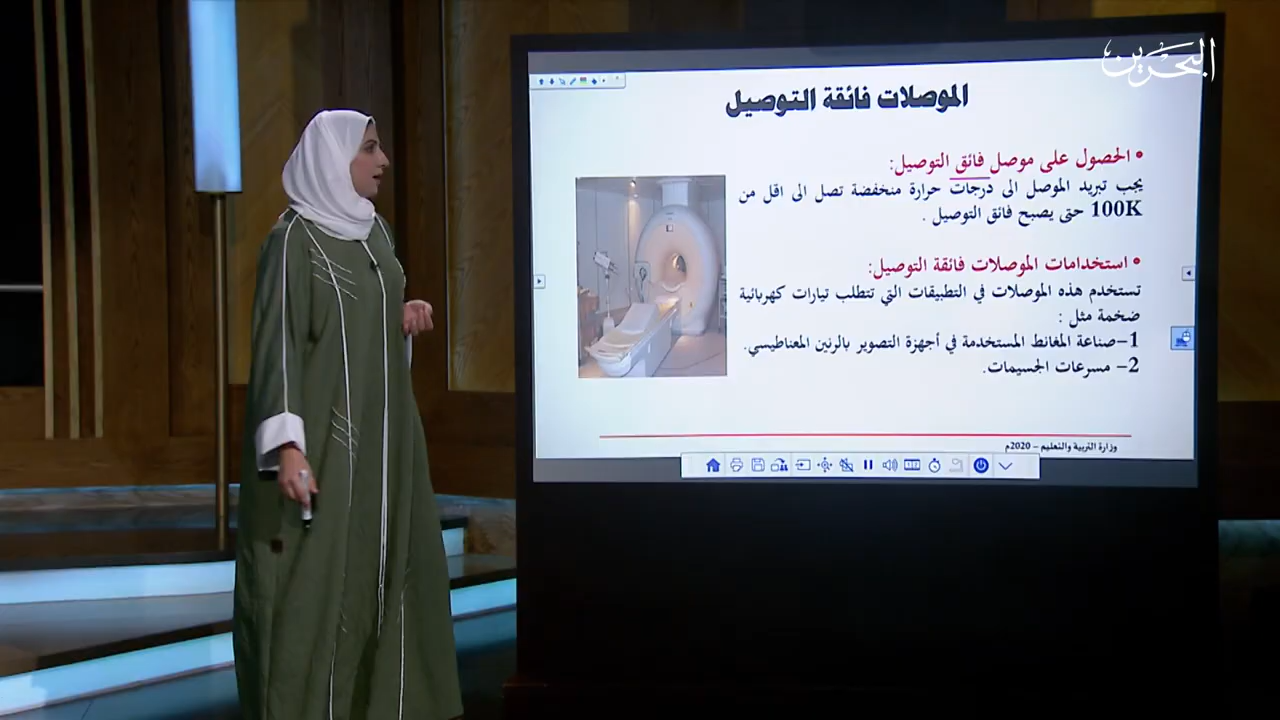 البحرين
الموصلات فائقة التوصيل
• الحصول على موصل فائق التوصيل:
يجب تبريد الموصل الى درجات حرارة منخفضة تصل الى اقل من
100K حتى يصبح فائق التوصيل .
• استخدامات الموصلات فائقة التوصيل:
تستخدم هذه الموصلات في التطبيقات التي تتطلب تيارات كهربائية
ضخمة مثل :
1–صناعة المغانط المستخدمة في أجهزة التصوير بالرنين المغناطيسي.
2– مسرعات الجسيمات.
وزارة التربية والتعليم – 2020م